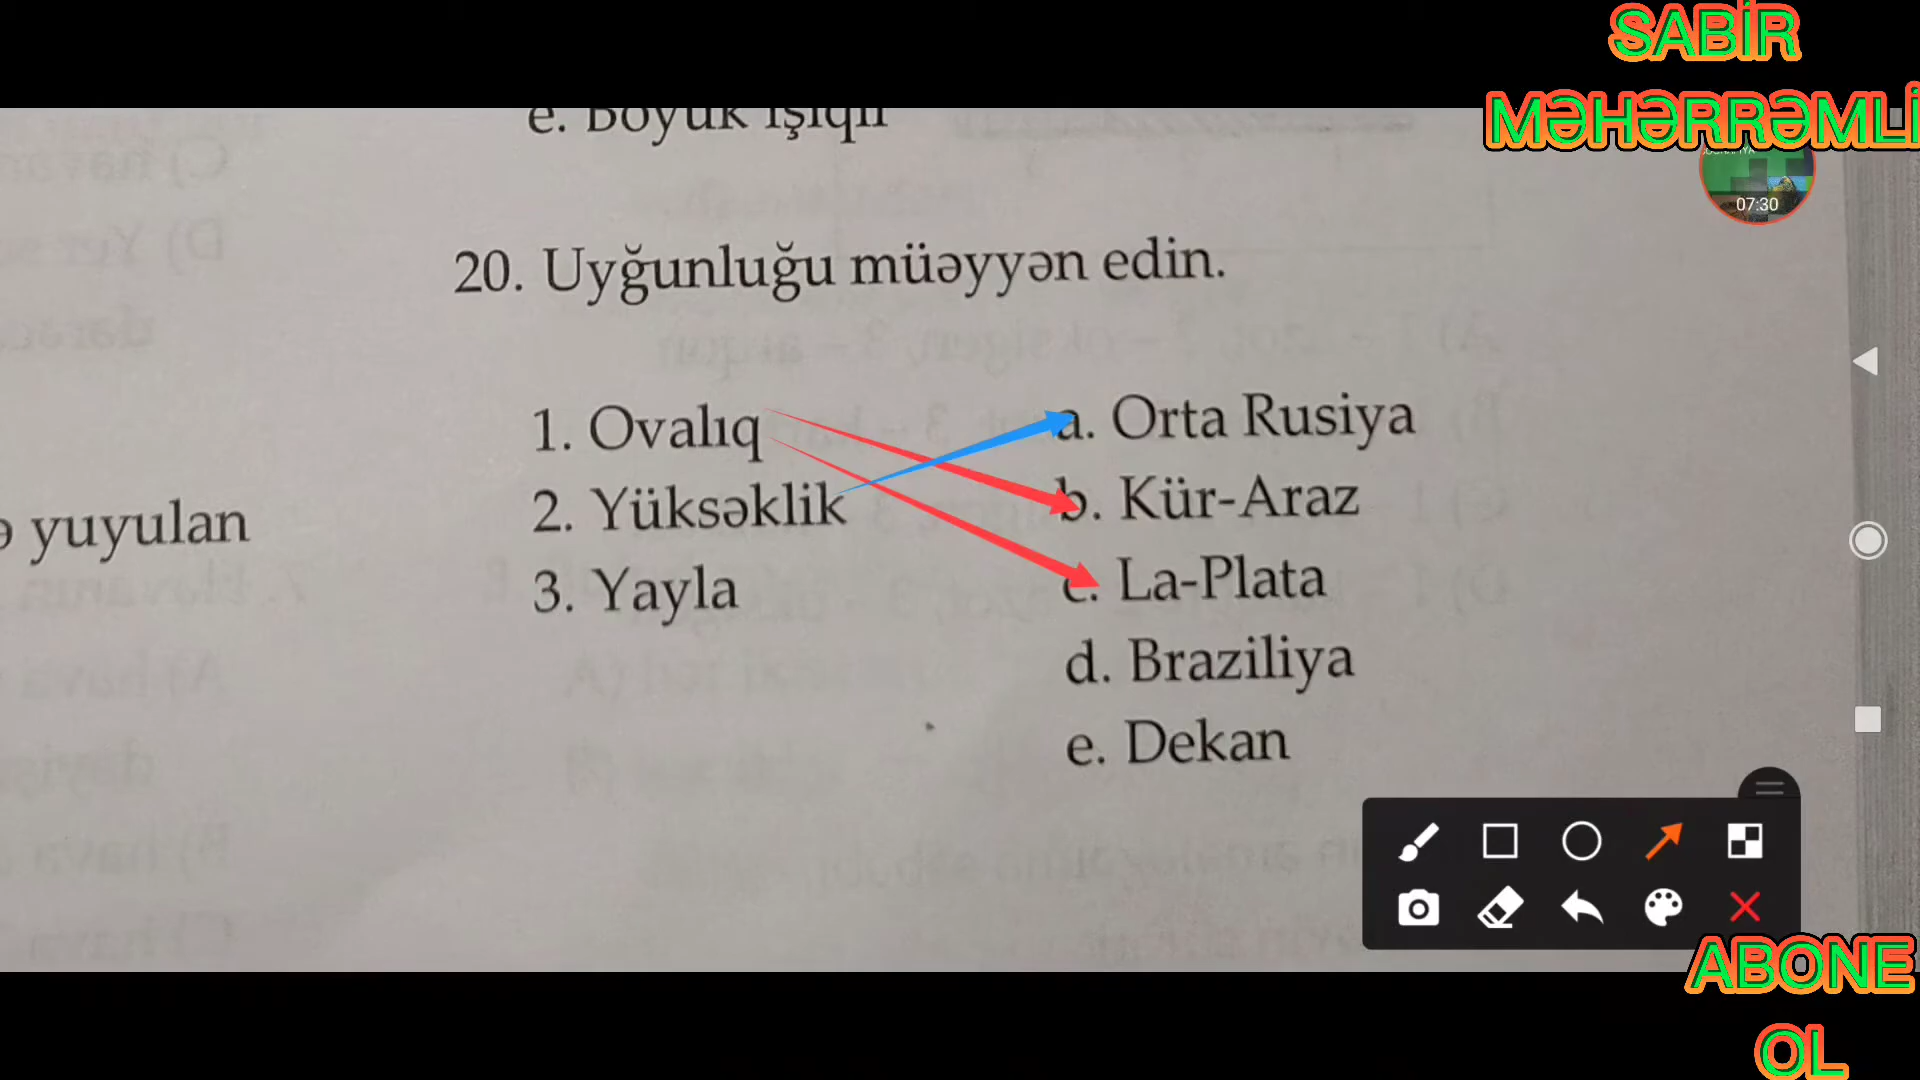 SABİR
MƏHƏRRƏMLİ
e. Böyük işıqlı
07:30
20. Uyğunluğu müəyyən edin.
1. Ovalıq
a. Orta Rusiya
2. Yüksəklik
b. Kür-Araz
ə yuyulan
3. Yayla
c. La-Plata
d. Braziliya
e. Dekan
ABONE
OL